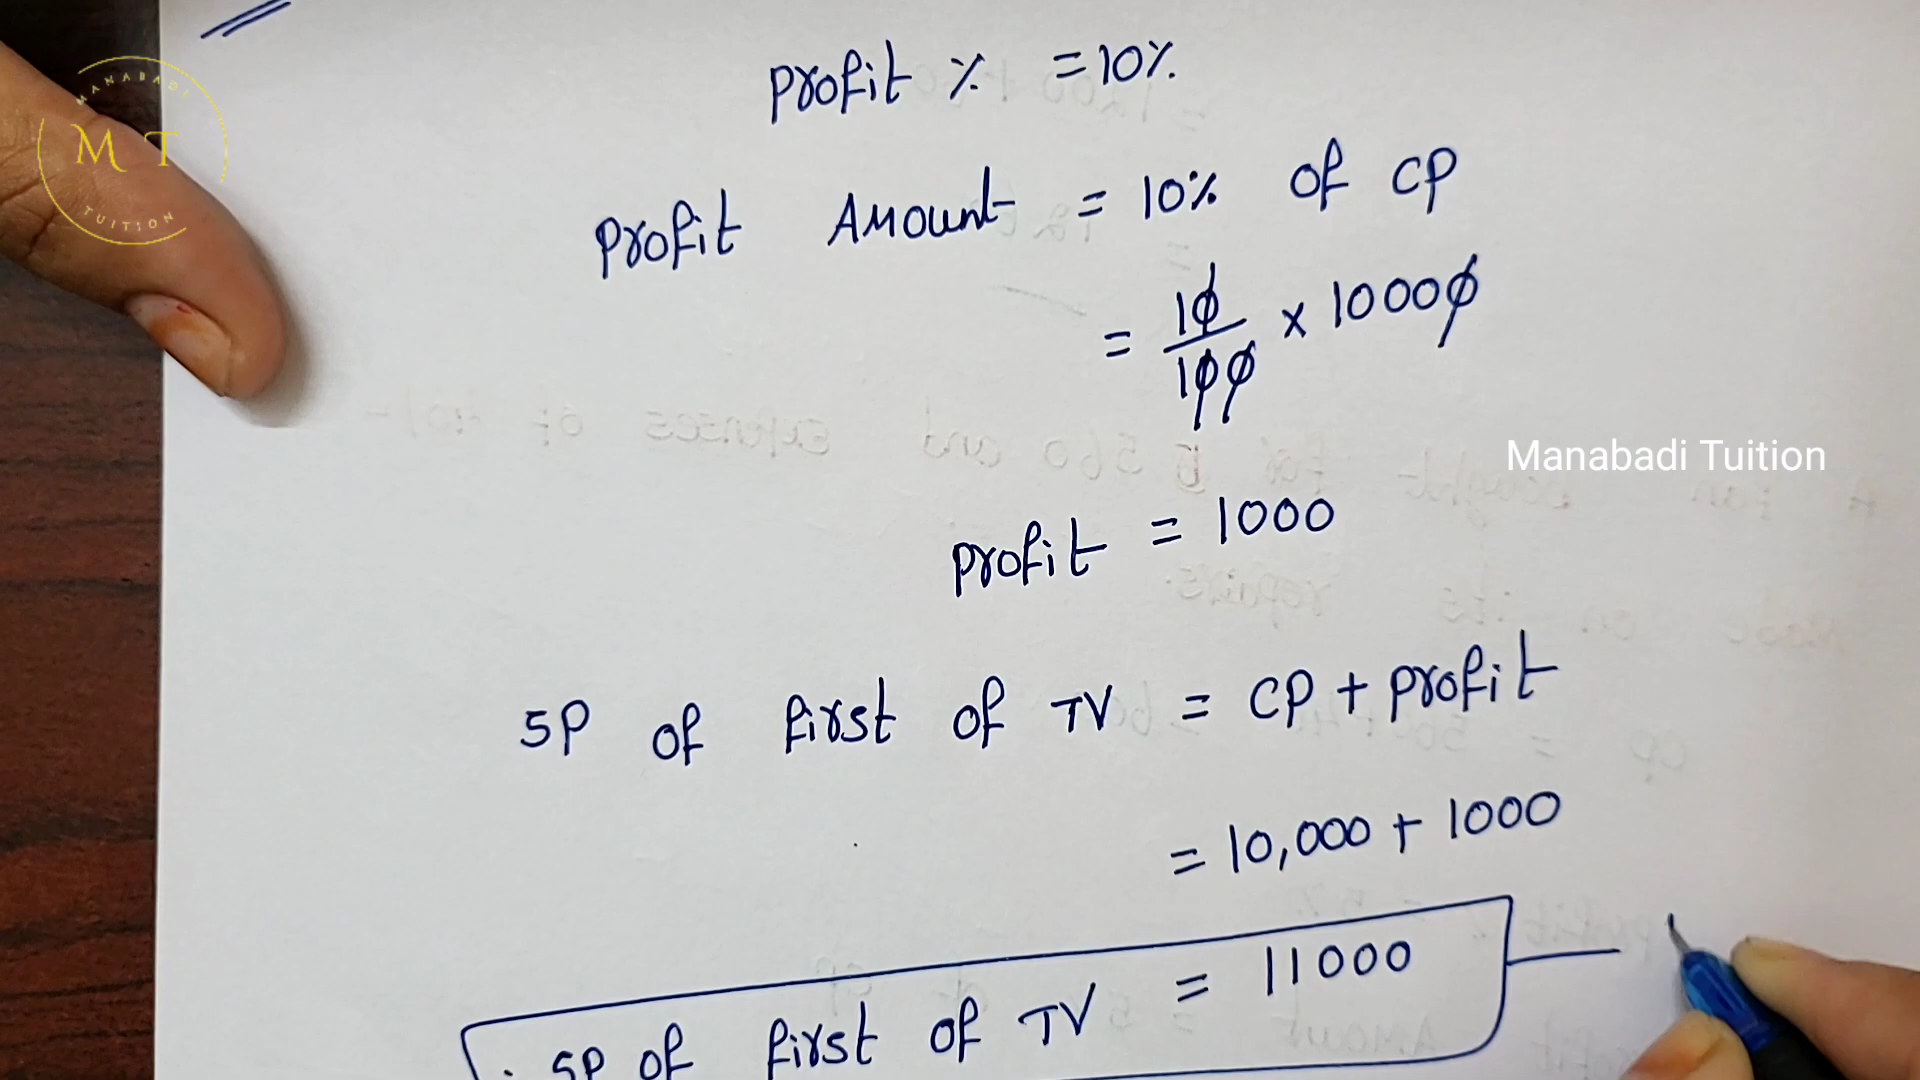 MANABADI
MT
TUITION
Profit % = 10%
Profit Amount = 10% of CP
= 10/100 × 10000
Manabadi Tuition
Profit = 1000
SP of first of TV = CP + Profit
= 10,000 + 1000
SP of first of TV = 11000